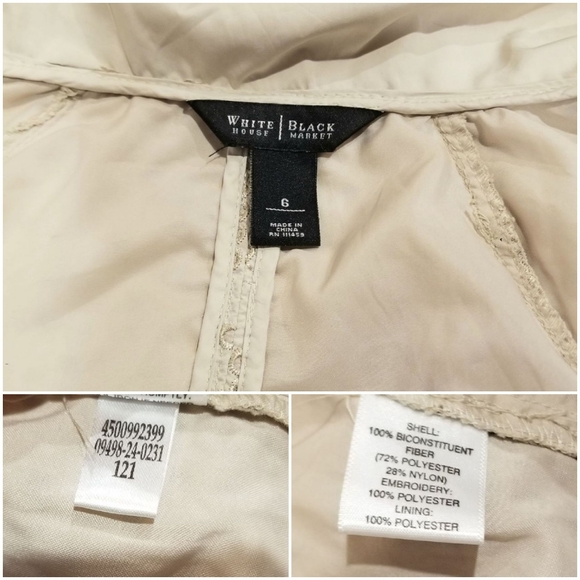 WHITE | BLACK
HOUSE | MARKET
6
MADE IN
CHINA
RN 111459
4500992399
09498-24-0231
121
SHELL:
100% BICONSTITUENT
FIBER
(72% POLYESTER
28% NYLON)
EMBROIDERY:
100% POLYESTER
LINING:
100% POLYESTER